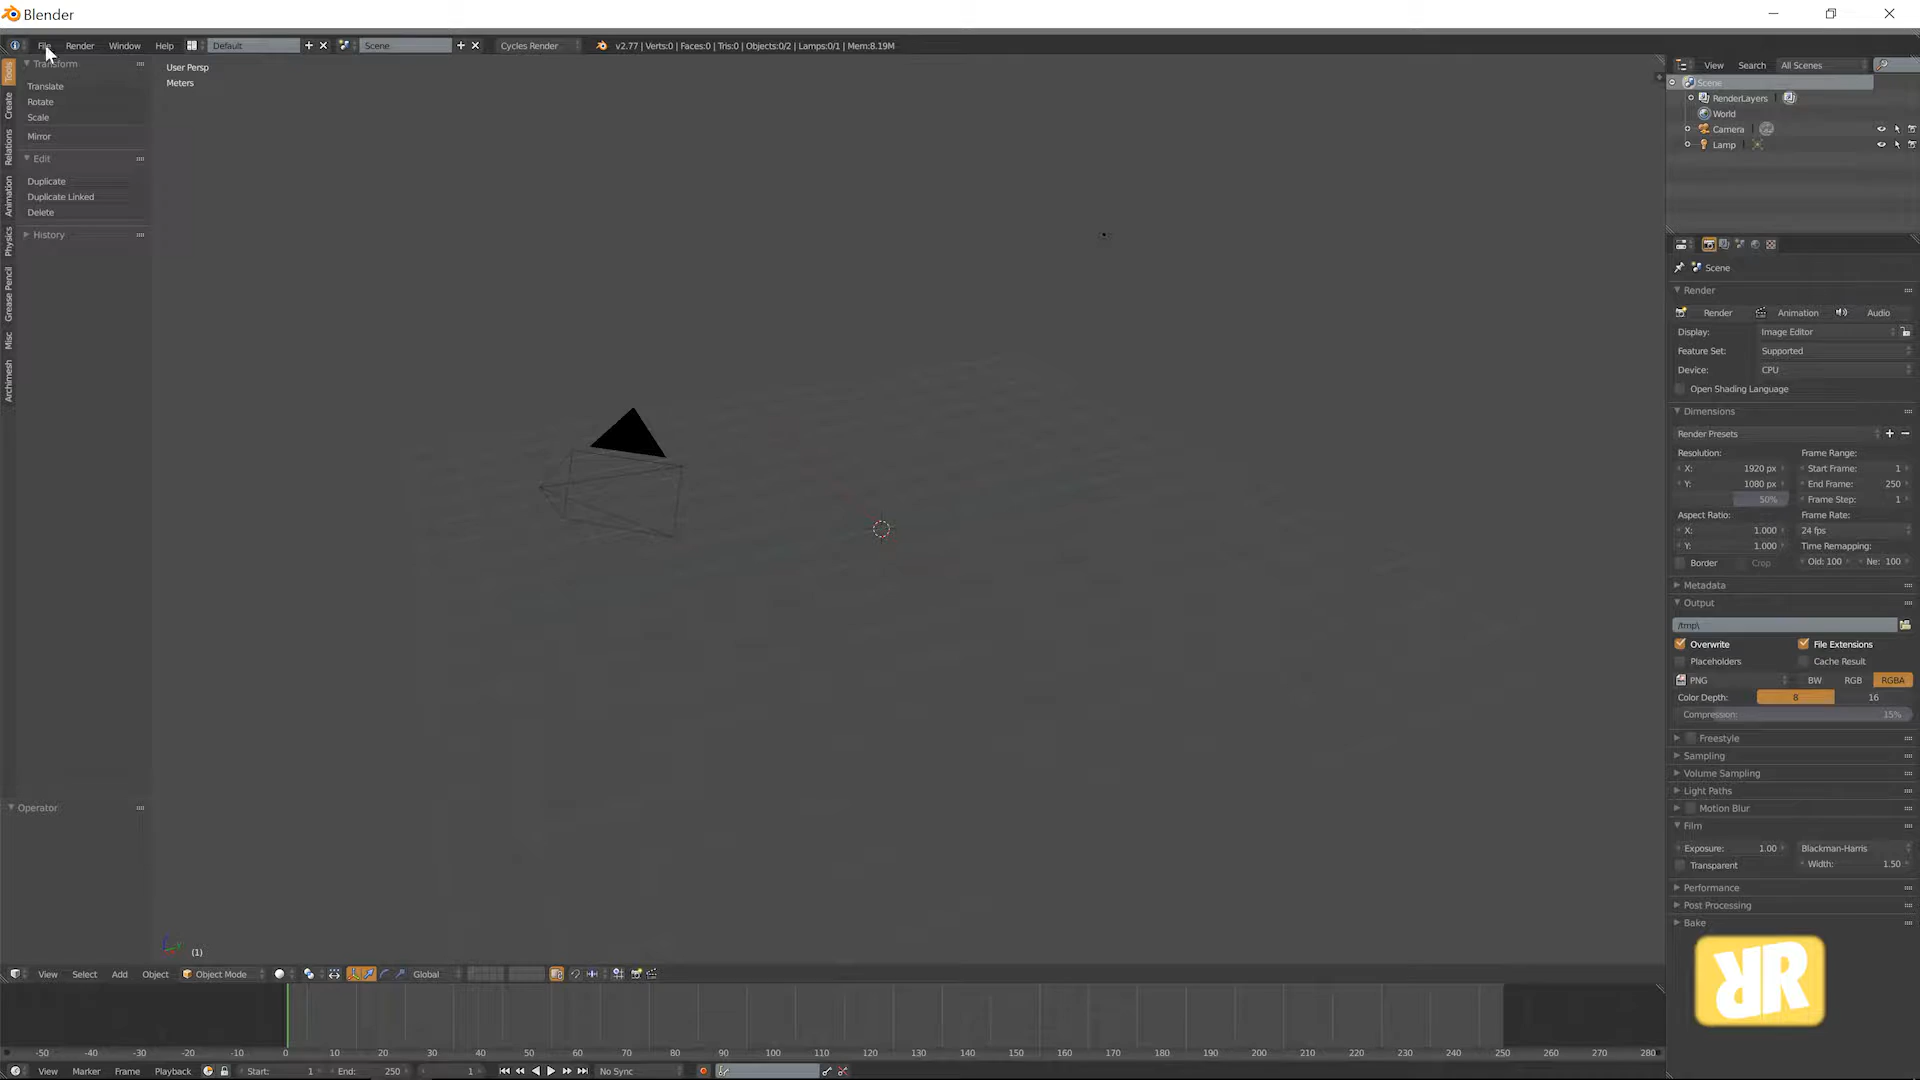 Blender
File Render Window Help Default Scene Cycles Render v2.77 | Verts:0 | Faces:0 | Tris:0 | Objects:0/2 | Lamps:0/1 | Mem:8.19M
Tools
Create
Relations
Animation
Physics
Grease Pencil
Misc
Archimesh
Transform
Translate
Rotate
Scale
Mirror
Edit
Duplicate
Duplicate Linked
Delete
History
Operator
User Persp
Meters
(1)
View Select Add Object Object Mode Global
-50 -40 -30 -20 -10 0 10 20 30 40 50 60 70 80 90 100 110 120 130 140 150 160 170 180 190 200 210 220 230 240 250 260 270 280
View Marker Frame Playback Start: 1 End: 250 1 No Sync
View Search All Scenes
Scene
RenderLayers
World
Camera
Lamp
Scene
Render
Render Animation Audio
Display: Image Editor
Feature Set: Supported
Device: CPU
Open Shading Language
Dimensions
Render Presets
Resolution: Frame Range:
X: 1920 px Start Frame: 1
Y: 1080 px End Frame: 250
50% Frame Step: 1
Aspect Ratio: Frame Rate:
X: 1.000 24 fps
Y: 1.000 Time Remapping:
Border Crop Old: 100 Ne: 100
Metadata
Output
/tmp\
Overwrite File Extensions
Placeholders Cache Result
PNG BW RGB RGBA
Color Depth: 8 16
Compression: 15%
Freestyle
Sampling
Volume Sampling
Light Paths
Motion Blur
Film
Exposure: 1.00 Blackman-Harris
Transparent Width: 1.50
Performance
Post Processing
Bake
RR